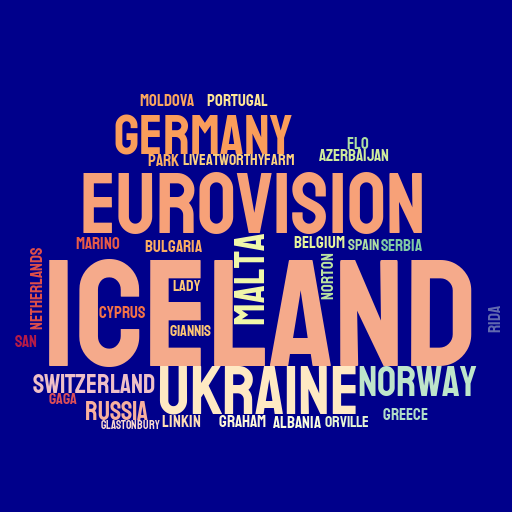 MOLDOVA PORTUGAL
GERMANY
FLO
AZERBAIJAN
PARK LIVEATWORTHYFARM
EUROVISION
MARINO BULGARIA MALTA BELGIUM SPAIN SERBIA
NETHERLANDS
NORTON
ICELAND
LADY
CYPRUS
GIANNIS
RIDA
SAN
SWITZERLAND UKRAINE NORWAY
GAGA
RUSSIA
GREECE
GLASTONBURY LINKIN GRAHAM ALBANIA ORVILLE